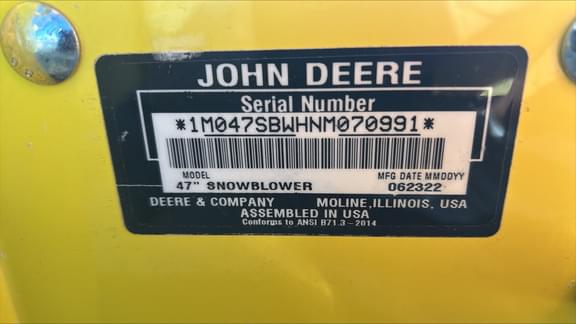 JOHN DEERE
Serial Number
*1M047SBWHNM070991*
MODEL MFG DATE MMDDYY
47" SNOWBLOWER 062322
DEERE & COMPANY MOLINE,ILLINOIS, USA
ASSEMBLED IN USA
Conforms to ANSI B71.3-2014